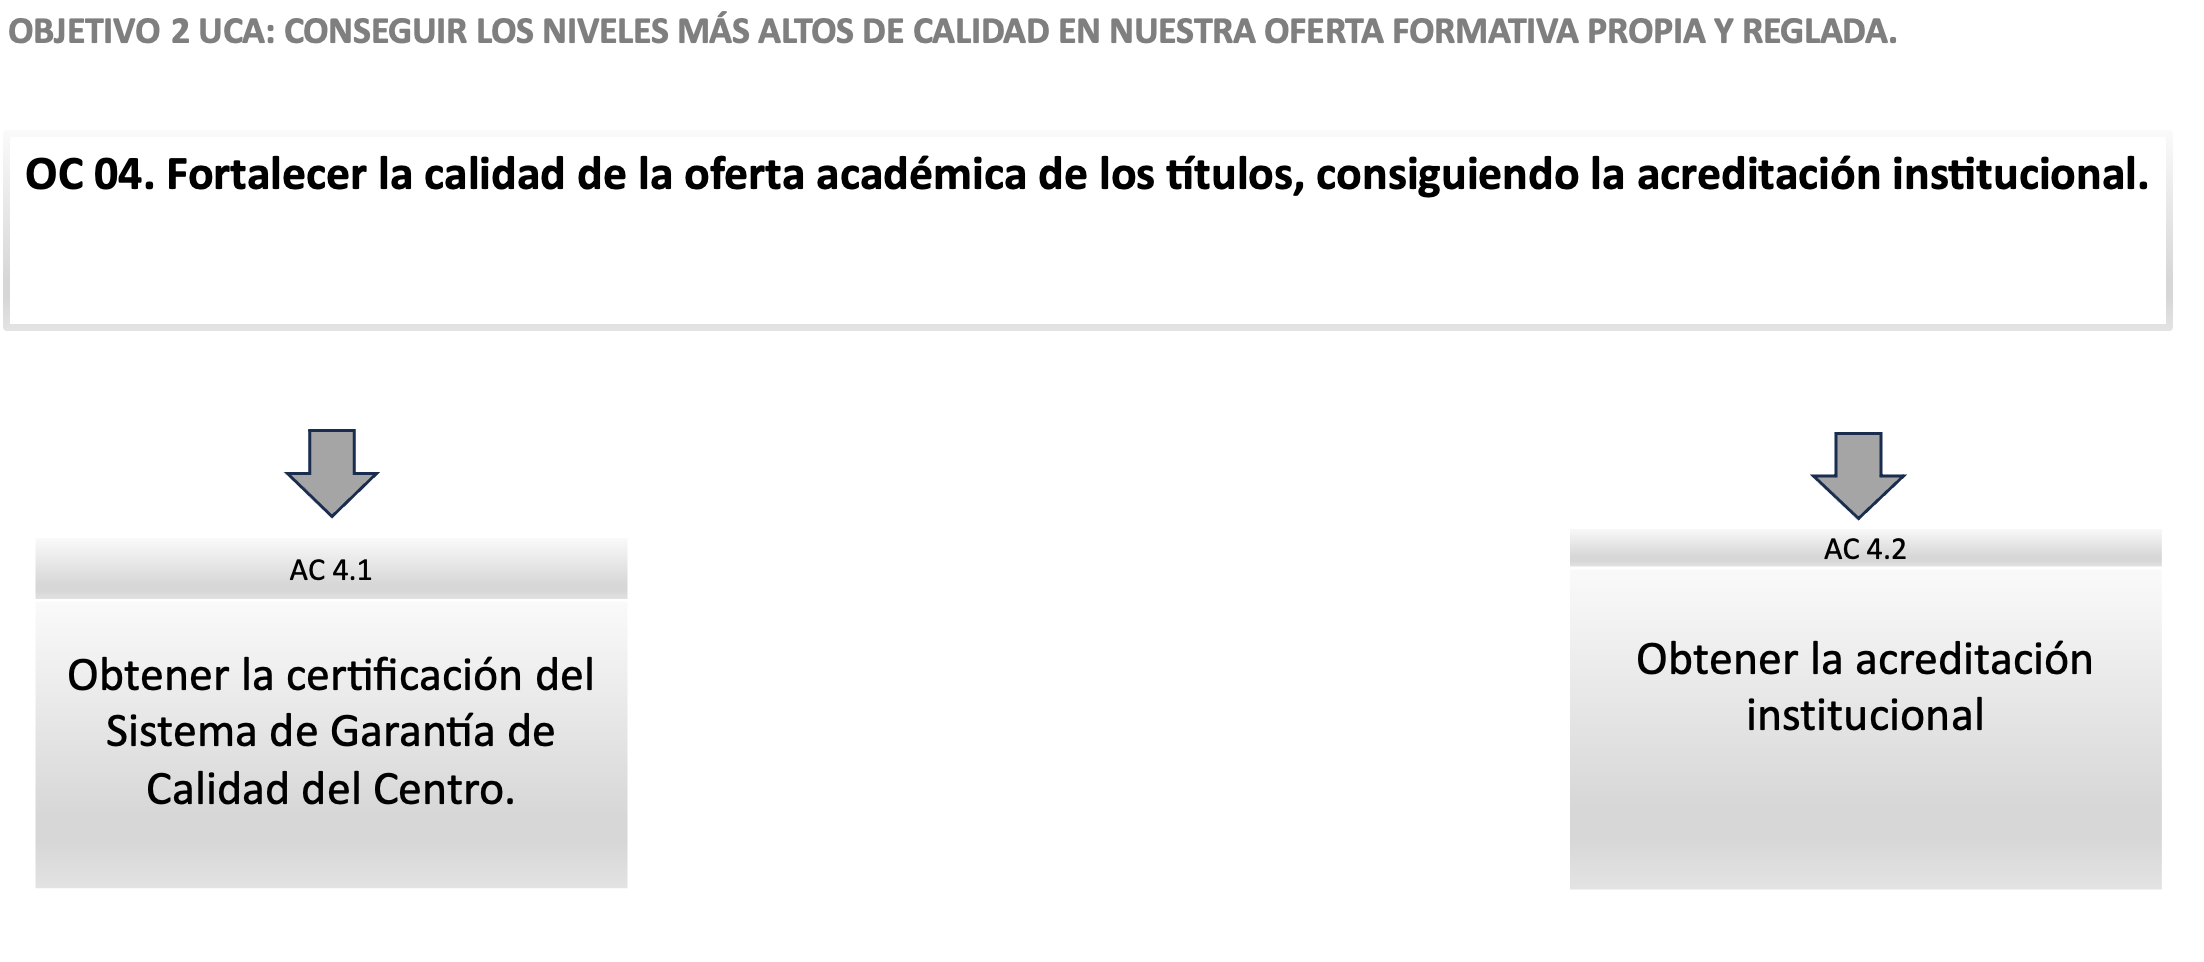 OBJETIVO 2 UCA: CONSEGUIR LOS NIVELES MÁS ALTOS DE CALIDAD EN NUESTRA OFERTA FORMATIVA PROPIA Y REGLADA.
OC 04. Fortalecer la calidad de la oferta académica de los títulos, consiguiendo la acreditación institucional.
AC 4.1
Obtener la certificación del
Sistema de Garantía de
Calidad del Centro.
AC 4.2
Obtener la acreditación
institucional